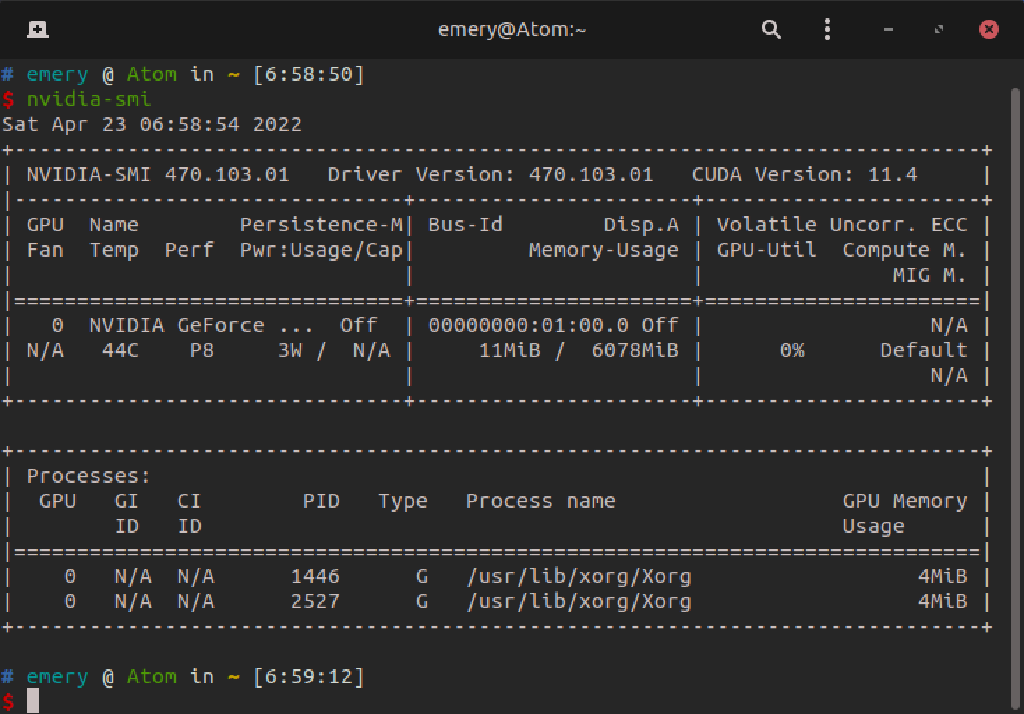 emery@Atom:~
# emery @ Atom in ~ [6:58:50]
$ nvidia-smi
Sat Apr 23 06:58:54 2022
+-----------------------------------------------------------------------------+
| NVIDIA-SMI 470.103.01   Driver Version: 470.103.01   CUDA Version: 11.4     |
|-------------------------------+----------------------+----------------------+
| GPU  Name        Persistence-M| Bus-Id        Disp.A | Volatile Uncorr. ECC |
| Fan  Temp  Perf  Pwr:Usage/Cap|         Memory-Usage | GPU-Util  Compute M. |
|                               |                      |               MIG M. |
|===============================+======================+======================|
|   0  NVIDIA GeForce ...  Off  | 00000000:01:00.0 Off |                  N/A |
| N/A   44C    P8     3W /  N/A |     11MiB /  6078MiB |      0%      Default |
|                               |                      |                  N/A |
+-------------------------------+----------------------+----------------------+

+-----------------------------------------------------------------------------+
| Processes:                                                                  |
|  GPU   GI   CI        PID   Type   Process name                  GPU Memory |
|        ID   ID                                                   Usage      |
|=============================================================================|
|    0   N/A  N/A      1446      G   /usr/lib/xorg/Xorg                  4MiB |
|    0   N/A  N/A      2527      G   /usr/lib/xorg/Xorg                  4MiB |
+-----------------------------------------------------------------------------+

# emery @ Atom in ~ [6:59:12]
$